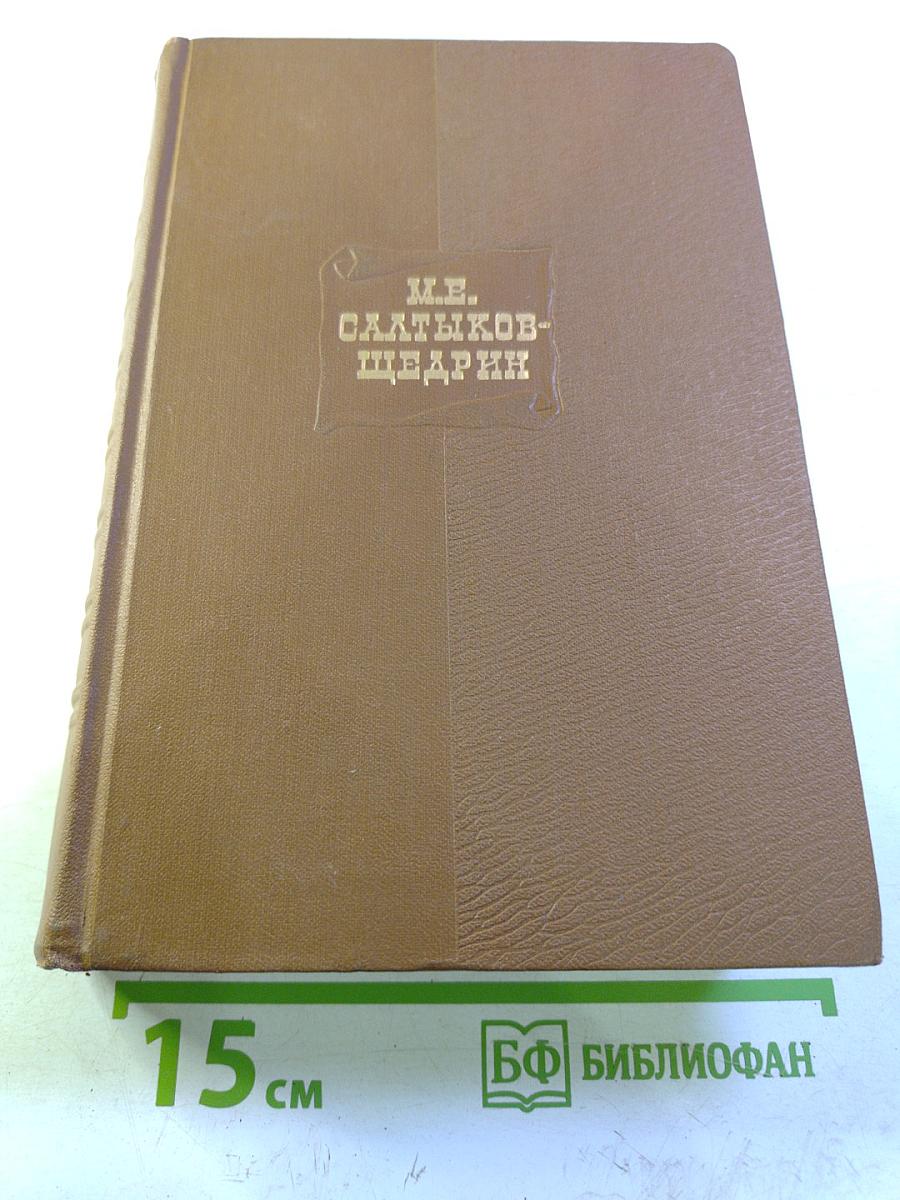 М.Е.
САЛТЫКОВ-
ЩЕДРИН
15 см
БФ БИБЛИОФАН